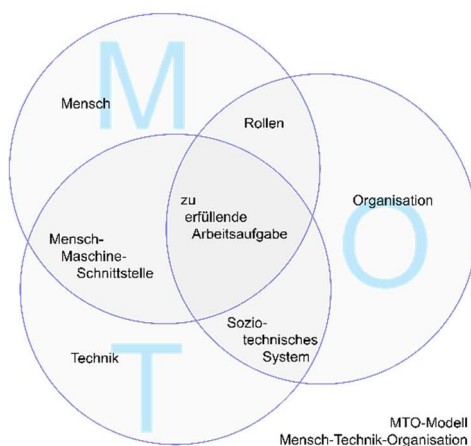 M
Mensch
Rollen
zu
erfüllende
Arbeitsaufgabe
Organisation
O
Mensch-
Maschine-
Schnittstelle
Sozio-
technisches
System
Technik
T
MTO-Modell
Mensch-Technik-Organisation